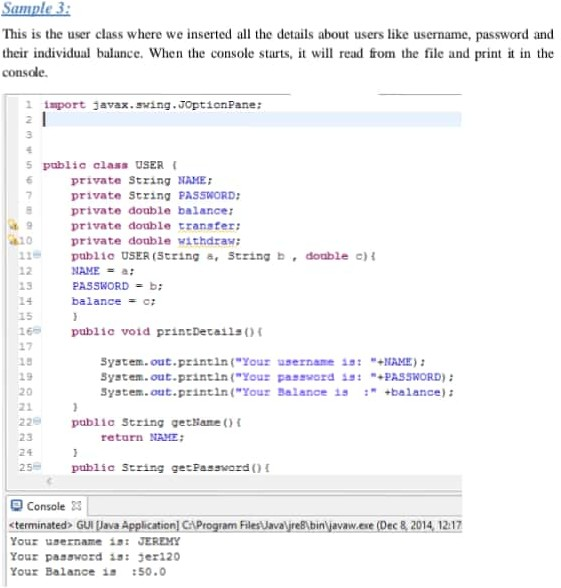 Sample 3:
This is the user class where we inserted all the details about users like username, password and
their individual balance. When the console starts, it will read from the file and print it in the
console.
1 import javax.swing.JOptionPane;
2
3
4
5 public class USER {
6 private String NAME;
7 private String PASSWORD;
8 private double balance;
9 private double transfer;
10 private double withdraw;
11 public USER(String a, String b , double c){
12 NAME = a;
13 PASSWORD = b;
14 balance = c;
15 }
16 public void printDetails(){
17
18 System.out.println("Your username is: "+NAME);
19 System.out.println("Your password is: "+PASSWORD);
20 System.out.println("Your Balance is :" +balance);
21 }
22 public String getName(){
23 return NAME;
24 }
25 public String getPassword(){
Console
<terminated> GUI [Java Application] C:\Program Files\Java\jre8\bin\javaw.exe (Dec 8, 2014, 12:17
Your username is: JEREMY
Your password is: jer120
Your Balance is :50.0